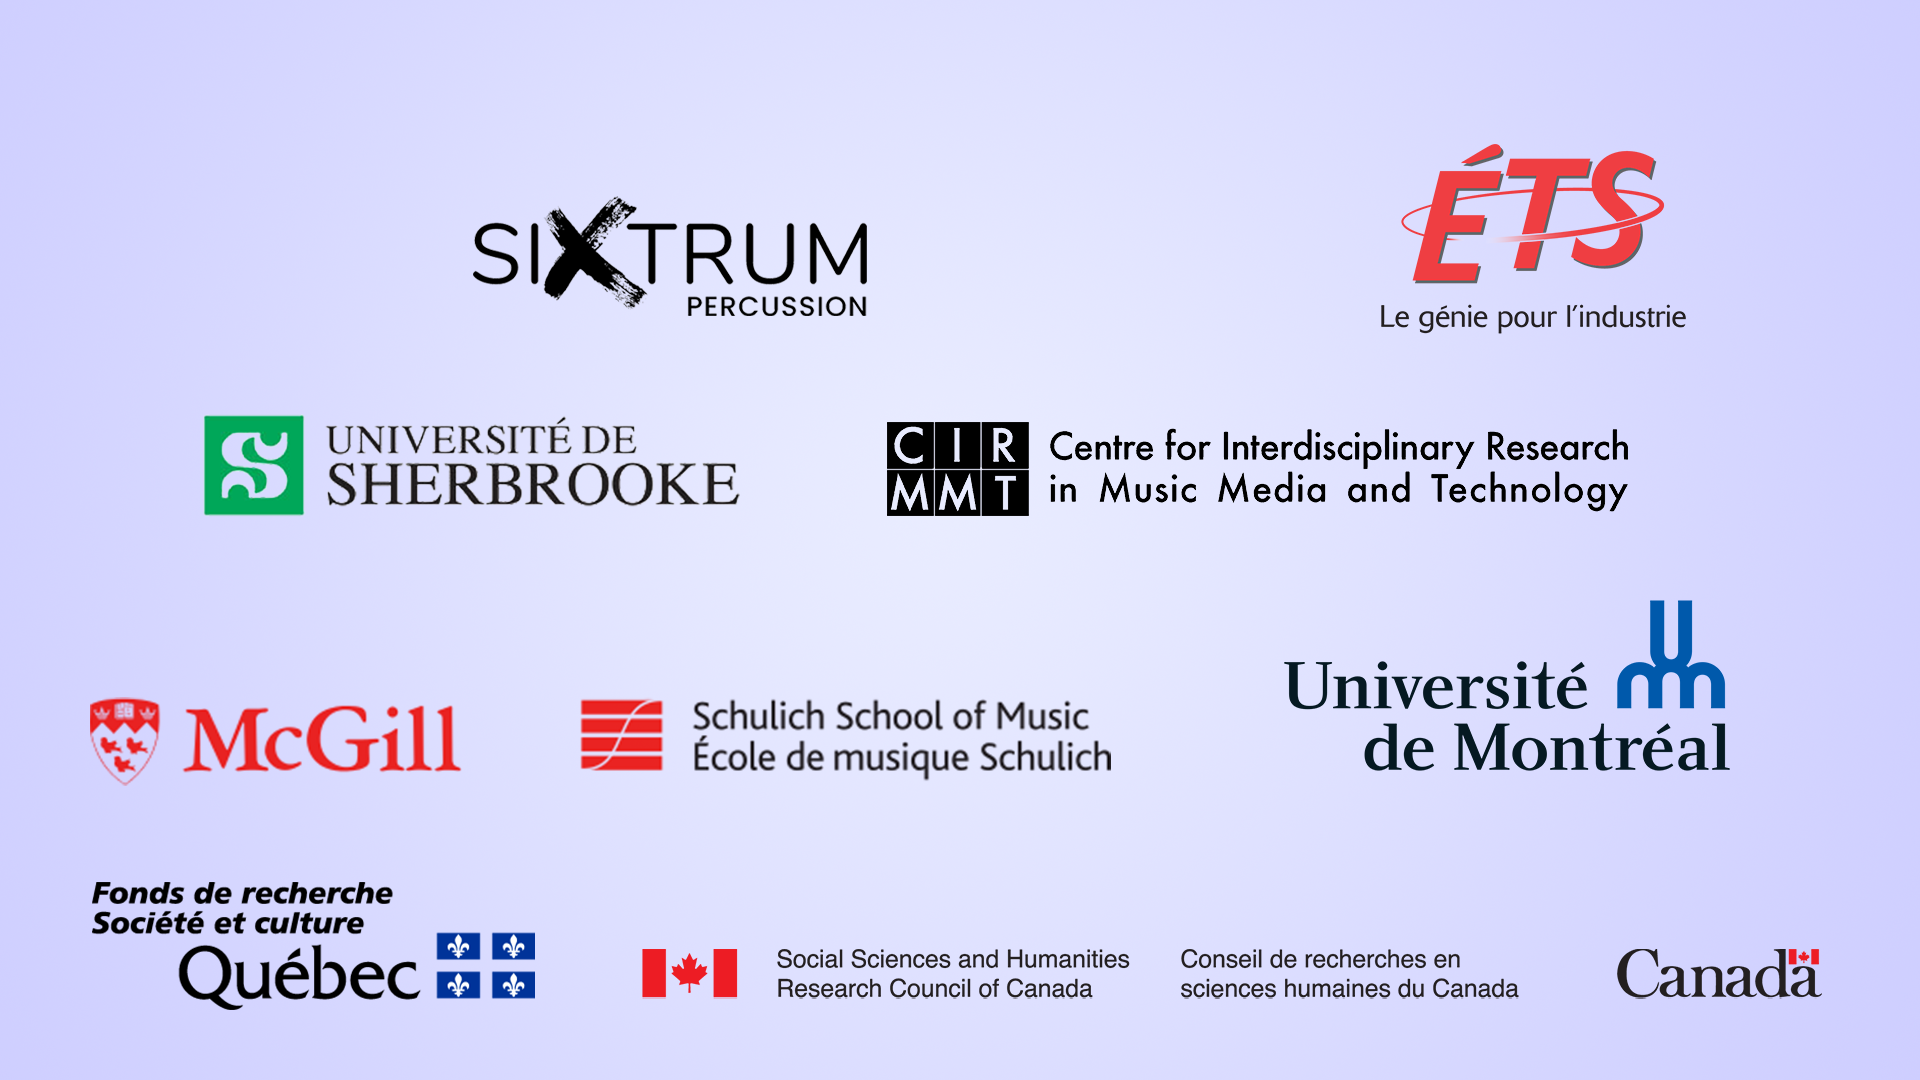 SIXTRUM
PERCUSSION
ÉTS
Le génie pour l'industrie
UNIVERSITÉ DE
SHERBROOKE
CIR
MMT
Centre for Interdisciplinary Research
in Music Media and Technology
McGill
Schulich School of Music
École de musique Schulich
Université
de Montréal
Fonds de recherche
Société et culture
Québec
Social Sciences and Humanities
Research Council of Canada
Conseil de recherches en
sciences humaines du Canada
Canada